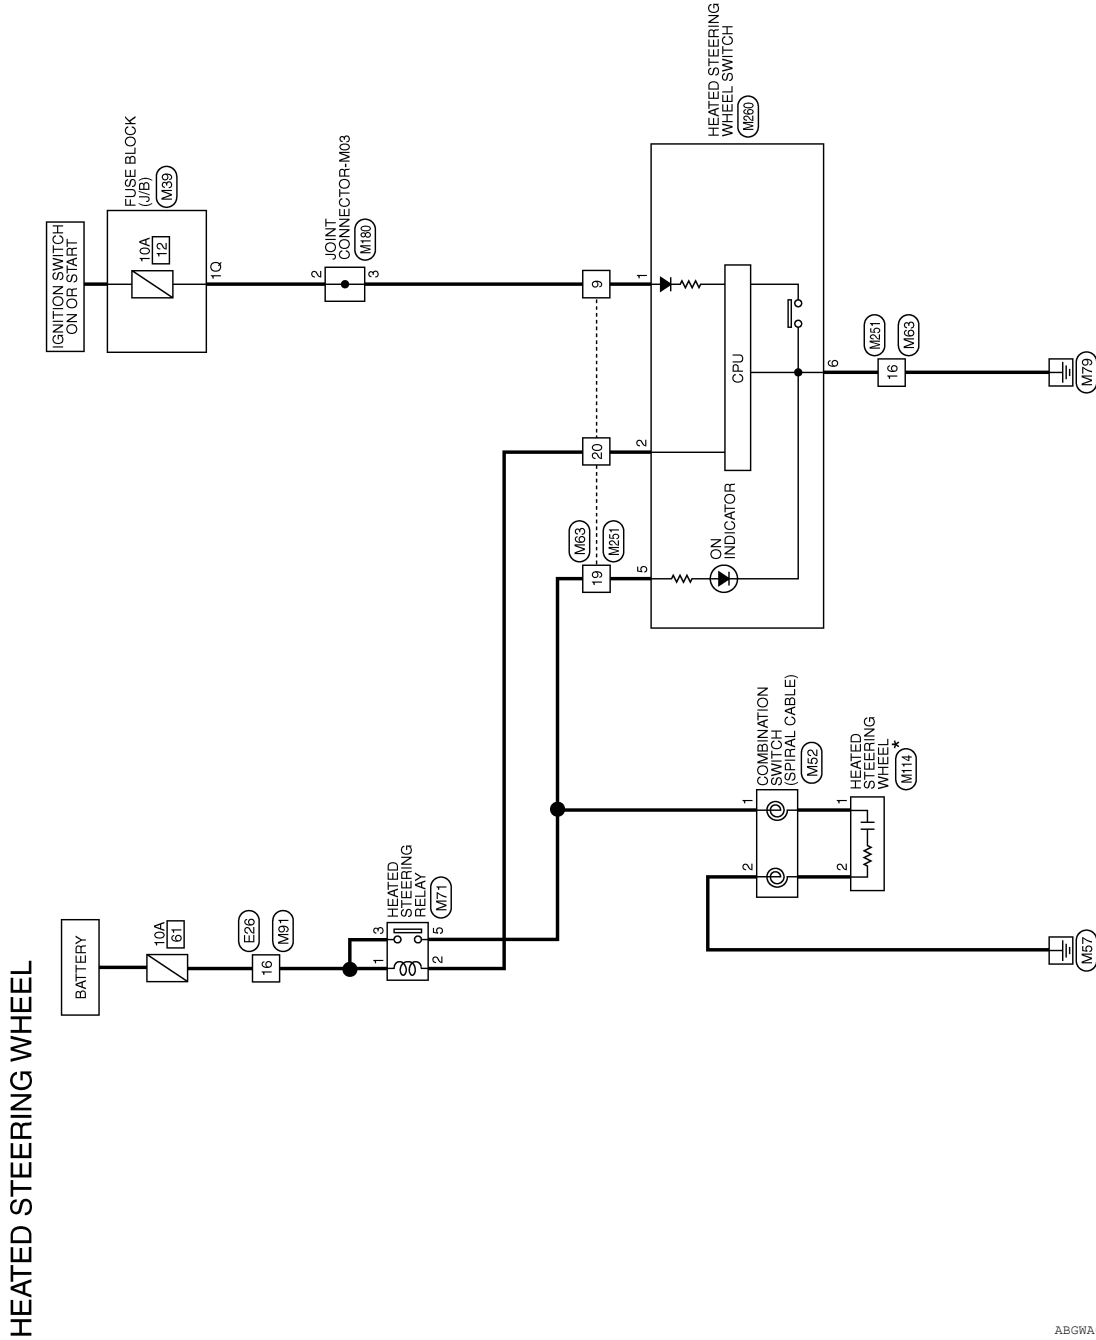 HEATED STEERING WHEEL
BATTERY
10A
61
E26
16
M91
1
3
HEATED
STEERING
RELAY
M71
2
5
IGNITION SWITCH
ON OR START
FUSE BLOCK
(J/B)
M39
10A
12
1Q
2
JOINT
CONNECTOR-M03
M180
3
M63
19
20
9
M251
5
2
1
HEATED STEERING
WHEEL SWITCH
M260
ON
INDICATOR
CPU
6
M251
16
M63
M79
2
1
COMBINATION
SWITCH
(SPIRAL CABLE)
M52
2
1
HEATED
STEERING
WHEEL *
M114
M57
ABGWA